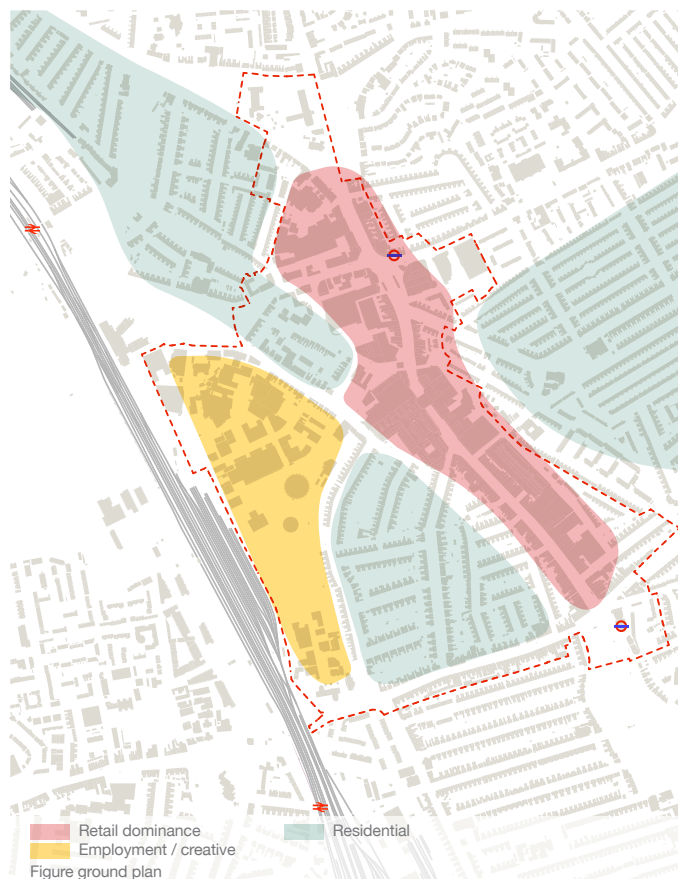 Retail dominance
Employment / creative
Residential
Figure ground plan